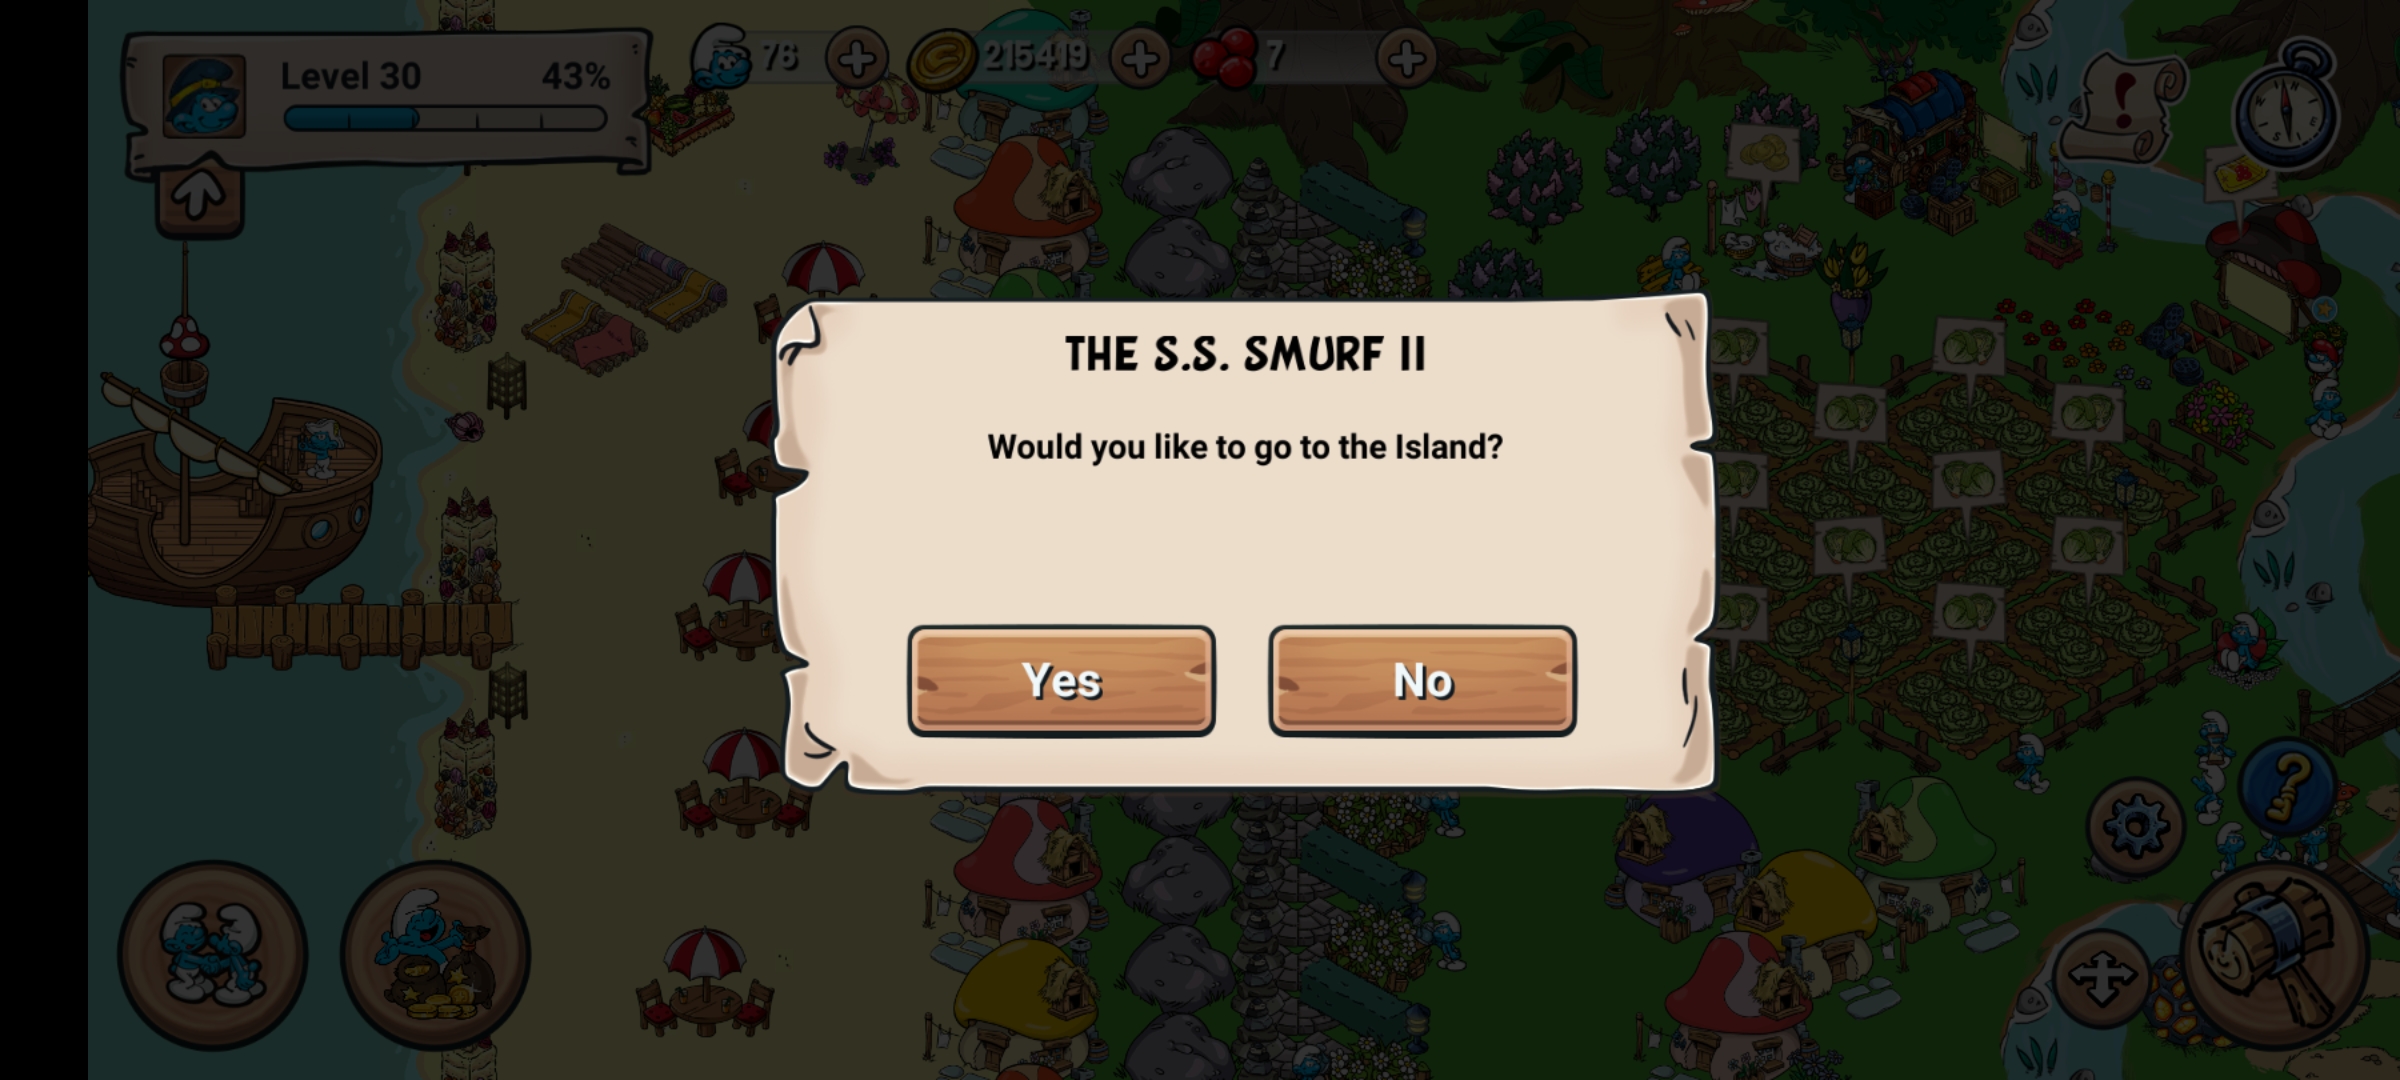 Level 30 43%
76
215419
7
THE S.S. SMURF II
Would you like to go to the Island?
Yes
No